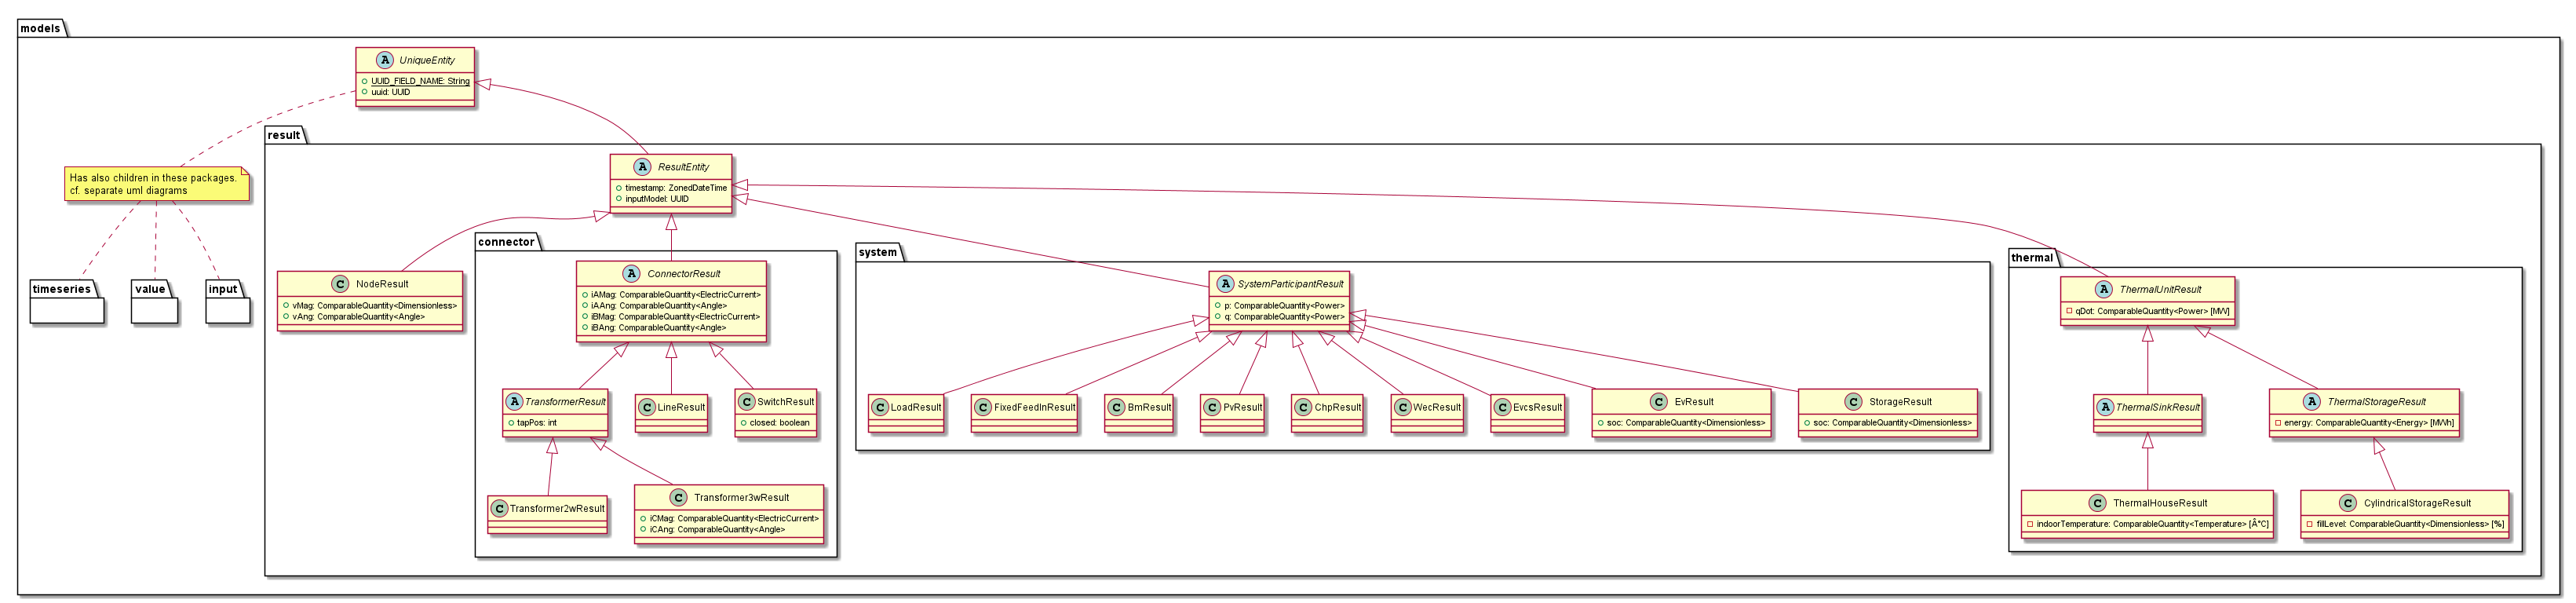 models
A UniqueEntity
UUID_FIELD_NAME: String
uuid: UUID
result
A ResultEntity
timestamp: ZonedDateTime
inputModel: UUID
Has also children in these packages.
cf. separate uml diagrams
timeseries
value
input
C NodeResult
vMag: ComparableQuantity<Dimensionless>
vAng: ComparableQuantity<Angle>
connector
A ConnectorResult
iAMag: ComparableQuantity<ElectricCurrent>
iAAng: ComparableQuantity<Angle>
iBMag: ComparableQuantity<ElectricCurrent>
iBAng: ComparableQuantity<Angle>
A TransformerResult
tapPos: int
C LineResult
C SwitchResult
closed: boolean
C Transformer2wResult
C Transformer3wResult
iCMag: ComparableQuantity<ElectricCurrent>
iCAng: ComparableQuantity<Angle>
system
A SystemParticipantResult
p: ComparableQuantity<Power>
q: ComparableQuantity<Power>
C LoadResult
C FixedFeedInResult
C BmResult
C PvResult
C ChpResult
C WecResult
C EvcsResult
C EvResult
soc: ComparableQuantity<Dimensionless>
C StorageResult
soc: ComparableQuantity<Dimensionless>
thermal
A ThermalUnitResult
qDot: ComparableQuantity<Power> [MW]
A ThermalSinkResult
A ThermalStorageResult
energy: ComparableQuantity<Energy> [MWh]
C ThermalHouseResult
indoorTemperature: ComparableQuantity<Temperature> [Â°C]
C CylindricalStorageResult
fillLevel: ComparableQuantity<Dimensionless> [%]